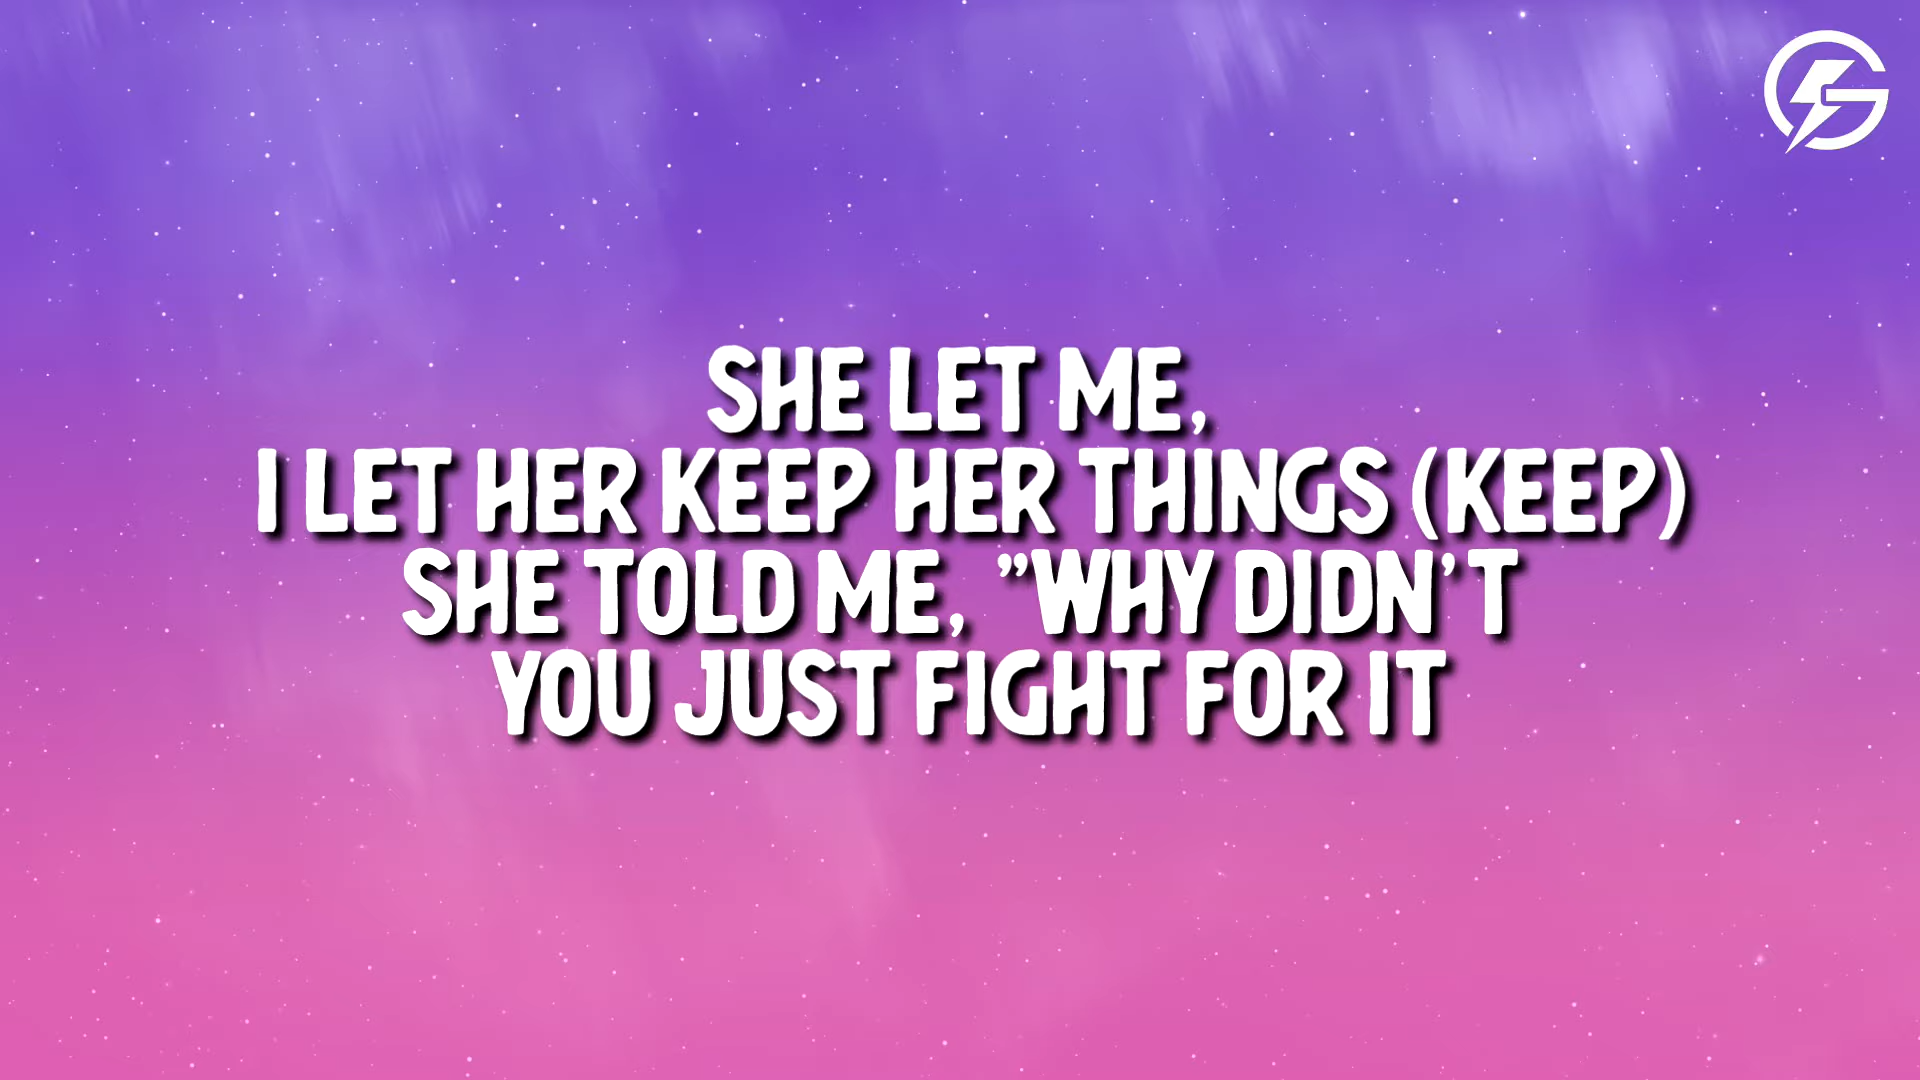 SHE LET ME,
I LET HER KEEP HER THINGS (KEEP)
SHE TOLD ME, ”WHY DIDN’T
YOU JUST FIGHT FOR IT